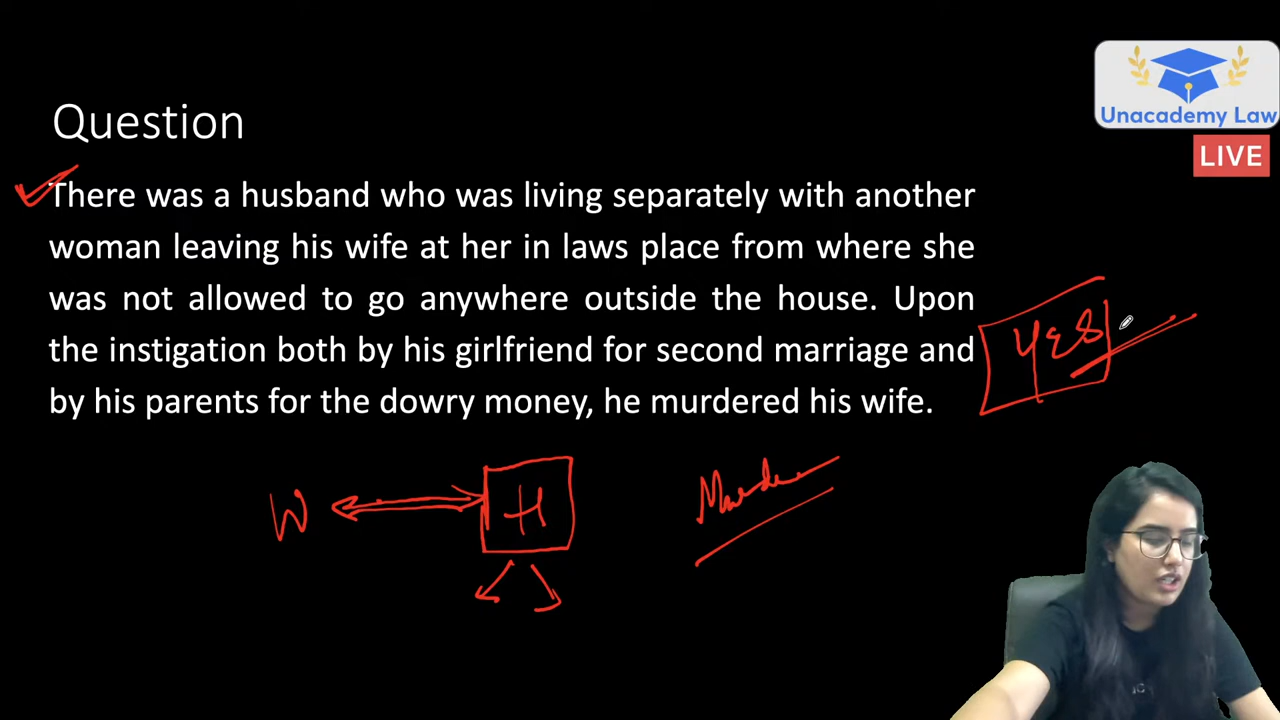 Unacademy Law
LIVE
Question
There was a husband who was living separately with another
woman leaving his wife at her in laws place from where she
was not allowed to go anywhere outside the house. Upon
the instigation both by his girlfriend for second marriage and
by his parents for the dowry money, he murdered his wife.
YES
W H Murder